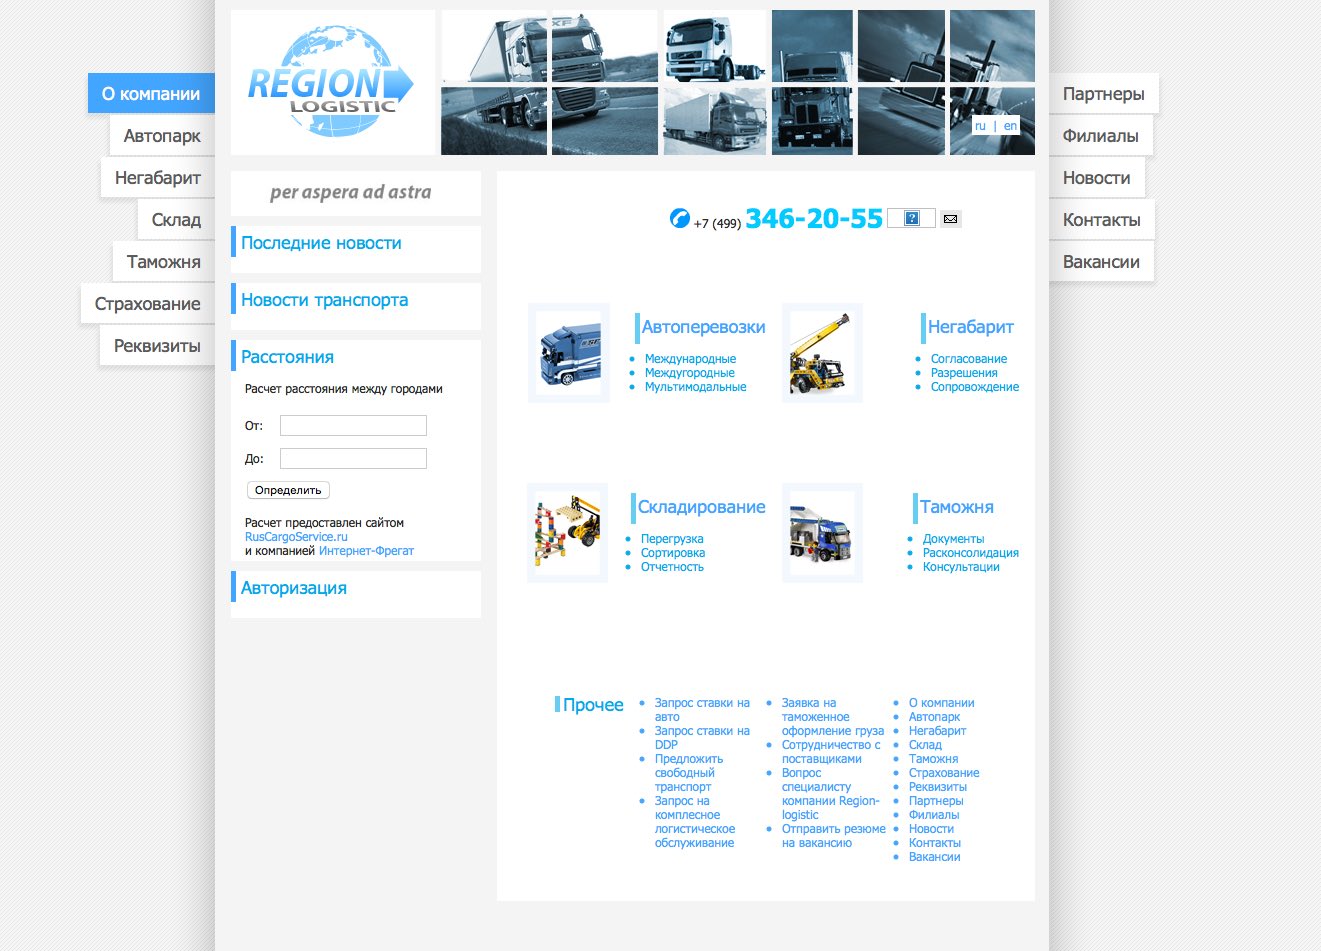 REGION
LOGISTIC
ru | en
О компании
Автопарк
Негабарит
Склад
Таможня
Страхование
Реквизиты
Партнеры
Филиалы
Новости
Контакты
Вакансии
per aspera ad astra
Последние новости
Новости транспорта
Расстояния
Расчет расстояния между городами
От:
До:
Определить
Расчет предоставлен сайтом
RusCargoService.ru
и компанией Интернет-Фрегат
Авторизация
+7 (499) 346-20-55
?
Автоперевозки
Международные
Междугородные
Мультимодальные
Негабарит
Согласование
Разрешения
Сопровождение
Складирование
Перегрузка
Сортировка
Отчетность
Таможня
Документы
Расконсолидация
Консультации
Прочее
Запрос ставки на
авто
Запрос ставки на
DDP
Предложить
свободный
транспорт
Запрос на
комплесное
логистическое
обслуживание
Заявка на
таможенное
оформление груза
Сотрудничество с
поставщиками
Вопрос
специалисту
компании Region-
logistic
Отправить резюме
на вакансию
О компании
Автопарк
Негабарит
Склад
Таможня
Страхование
Реквизиты
Партнеры
Филиалы
Новости
Контакты
Вакансии